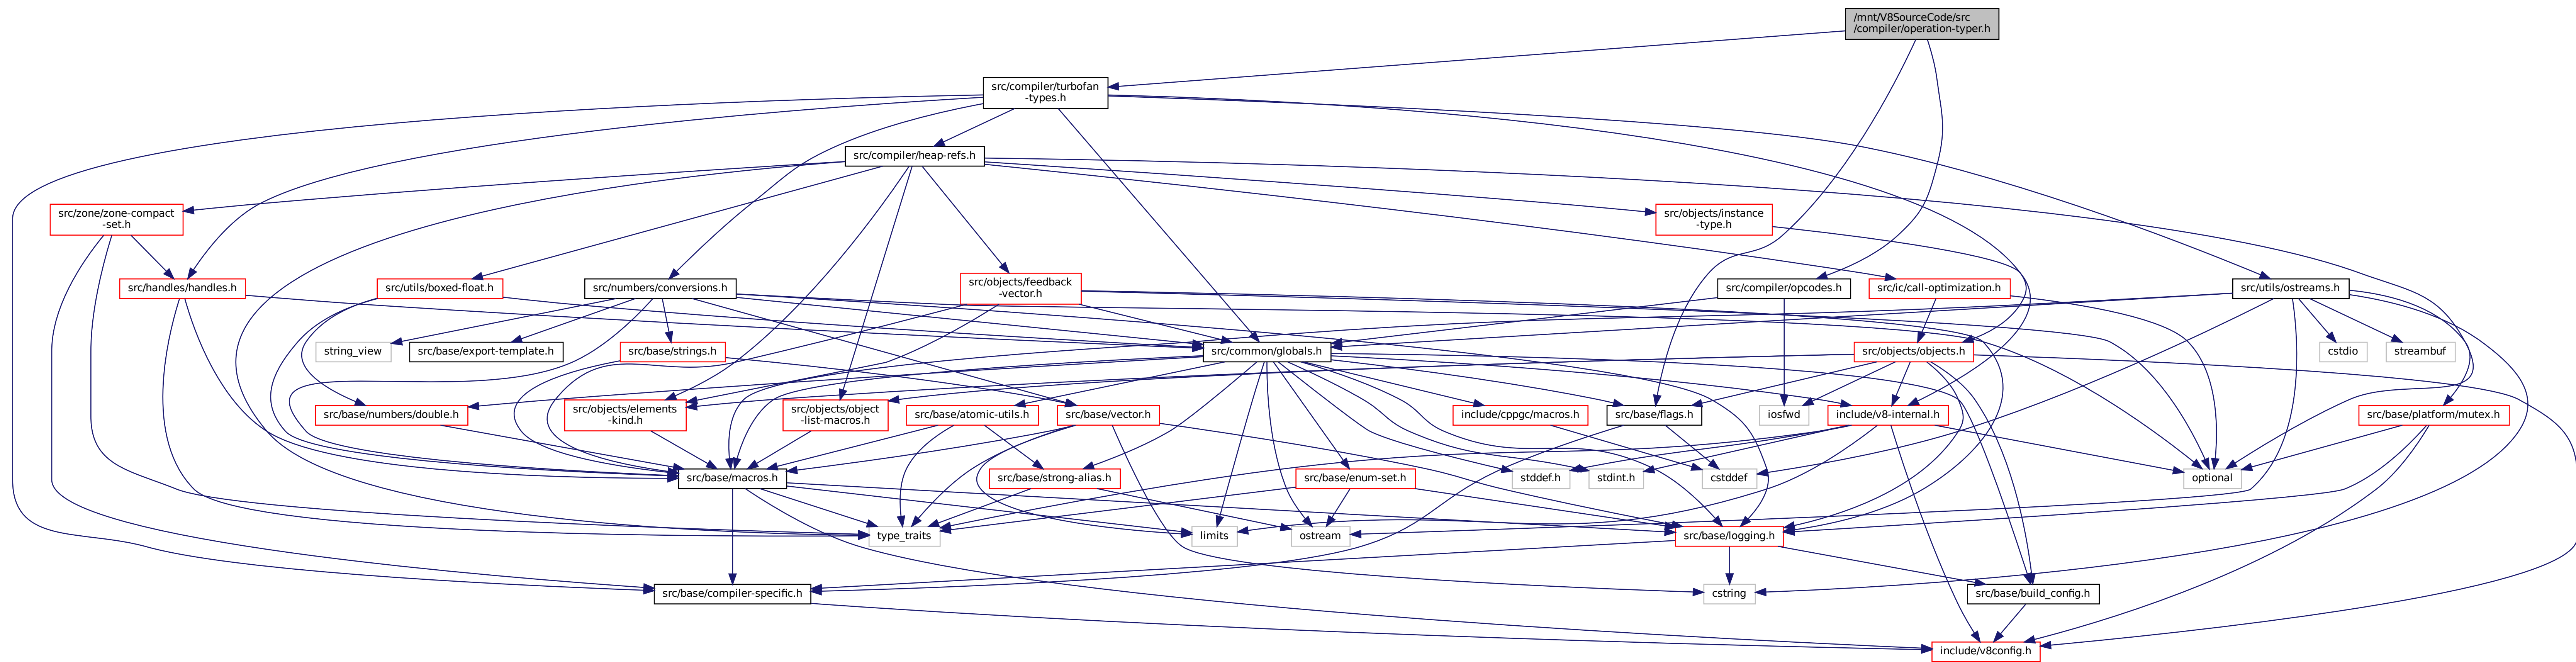 /mnt/V8SourceCode/src
/compiler/operation-typer.h
src/compiler/turbofan
-types.h
src/compiler/heap-refs.h
src/zone/zone-compact
-set.h
src/objects/instance
-type.h
src/handles/handles.h
src/utils/boxed-float.h
src/numbers/conversions.h
src/objects/feedback
-vector.h
src/compiler/opcodes.h
src/ic/call-optimization.h
src/utils/ostreams.h
string_view
src/base/export-template.h
src/base/strings.h
src/common/globals.h
src/objects/objects.h
cstdio
streambuf
src/base/numbers/double.h
src/objects/elements
-kind.h
src/objects/object
-list-macros.h
src/base/atomic-utils.h
src/base/vector.h
include/cppgc/macros.h
src/base/flags.h
iosfwd
include/v8-internal.h
src/base/platform/mutex.h
src/base/macros.h
src/base/strong-alias.h
src/base/enum-set.h
stddef.h
stdint.h
cstddef
optional
type_traits
limits
ostream
src/base/logging.h
src/base/compiler-specific.h
cstring
src/base/build_config.h
include/v8config.h